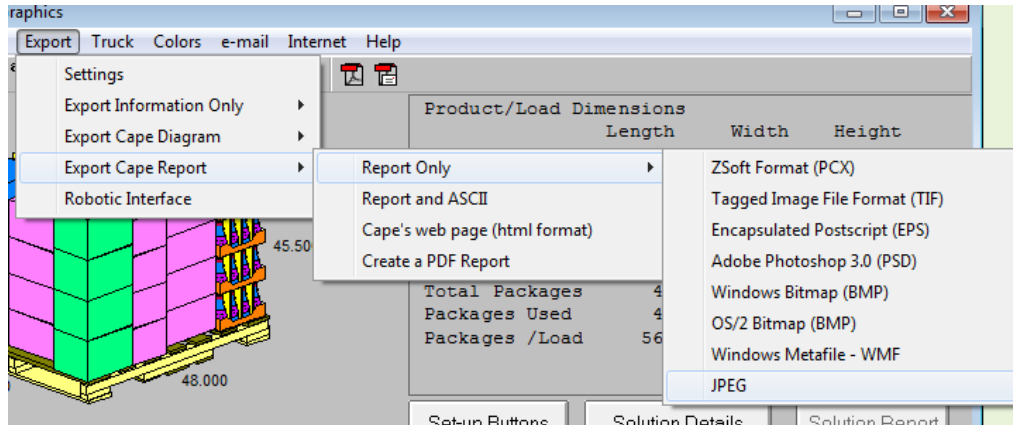 raphics
Export Truck Colors e-mail Internet Help
Settings
Export Information Only
Export Cape Diagram
Export Cape Report
Robotic Interface
Report Only
Report and ASCII
Cape's web page (html format)
Create a PDF Report
ZSoft Format (PCX)
Tagged Image File Format (TIF)
Encapsulated Postscript (EPS)
Adobe Photoshop 3.0 (PSD)
Windows Bitmap (BMP)
OS/2 Bitmap (BMP)
Windows Metafile - WMF
JPEG
Product/Load Dimensions
Length Width Height
45.50
48.000
Total Packages 4
Packages Used 4
Packages /Load 56
Set-up Buttons Solution Details Solution Report